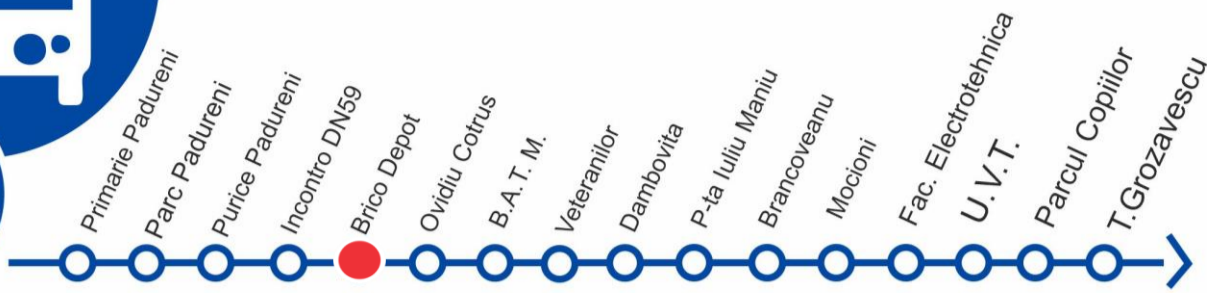 Primarie Padureni
Parc Padureni
Purice Padureni
Incontro DN59
Brico Depot
Ovidiu Cotrus
B.A.T.M.
Veteranilor
Dambovita
P-ta Iuliu Maniu
Brancoveanu
Mocioni
Fac. Electrotehnica
U.V.T.
Parcul Copiilor
T.Grozavescu